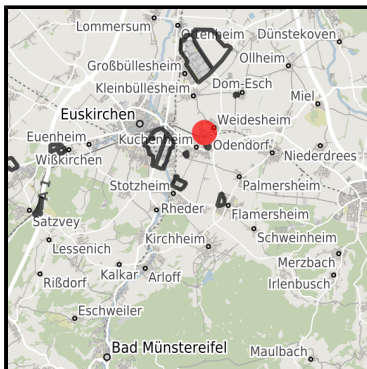 Lommersum
Ottenheim
Dünstekoven
Großbüllesheim
Ollheim
Kleinbüllesheim
Dom-Esch
Miel
Euskirchen
Weidesheim
Euenheim
Kuchenheim
Odendorf
Wißkirchen
Niederdrees
Stotzheim
Palmersheim
Satzvey
Rheder
Flamersheim
Lessenich
Kirchheim
Schweinheim
Merzbach
Rißdorf
Kalkar
Arloff
Irlenbusch
Eschweiler
Bad Münstereifel
Maulbach